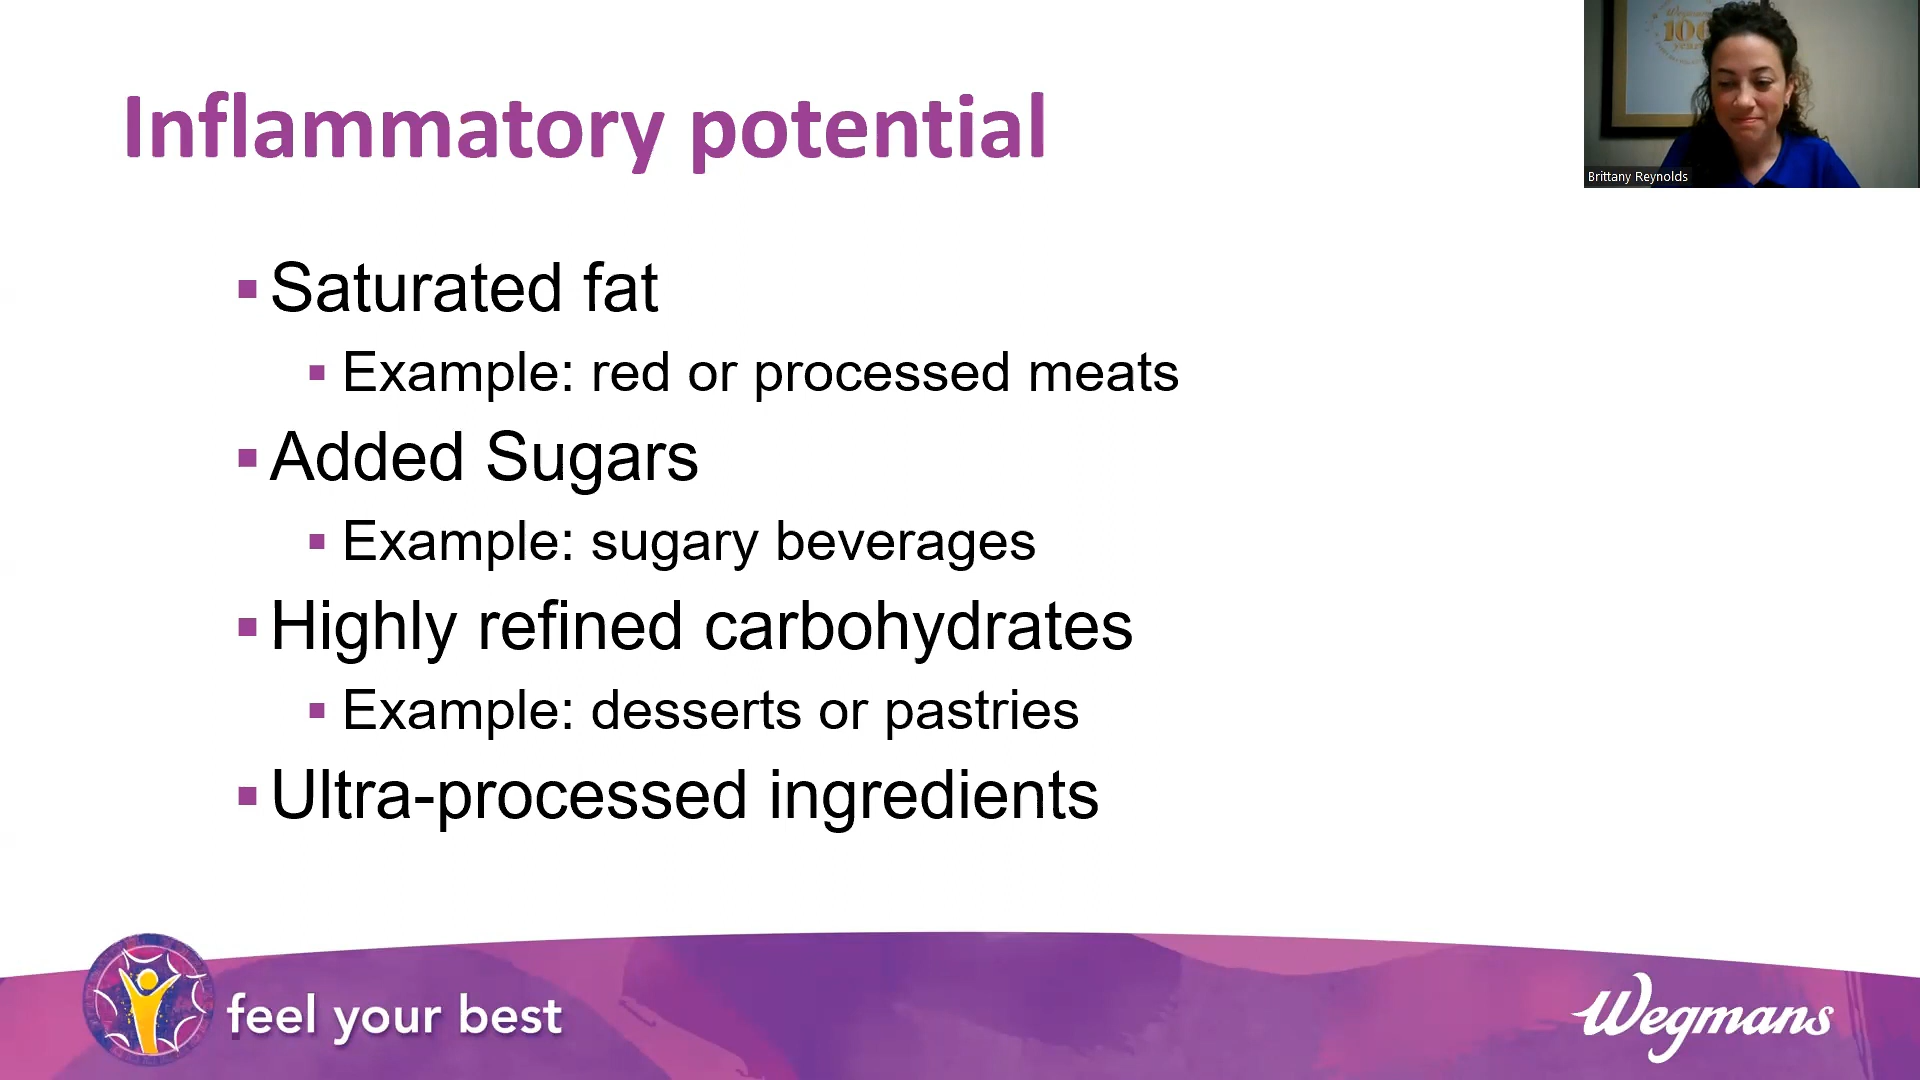 Inflammatory potential
Saturated fat
Example: red or processed meats
Added Sugars
Example: sugary beverages
Highly refined carbohydrates
Example: desserts or pastries
Ultra-processed ingredients
Brittany Reynolds
feel your best
Wegmans